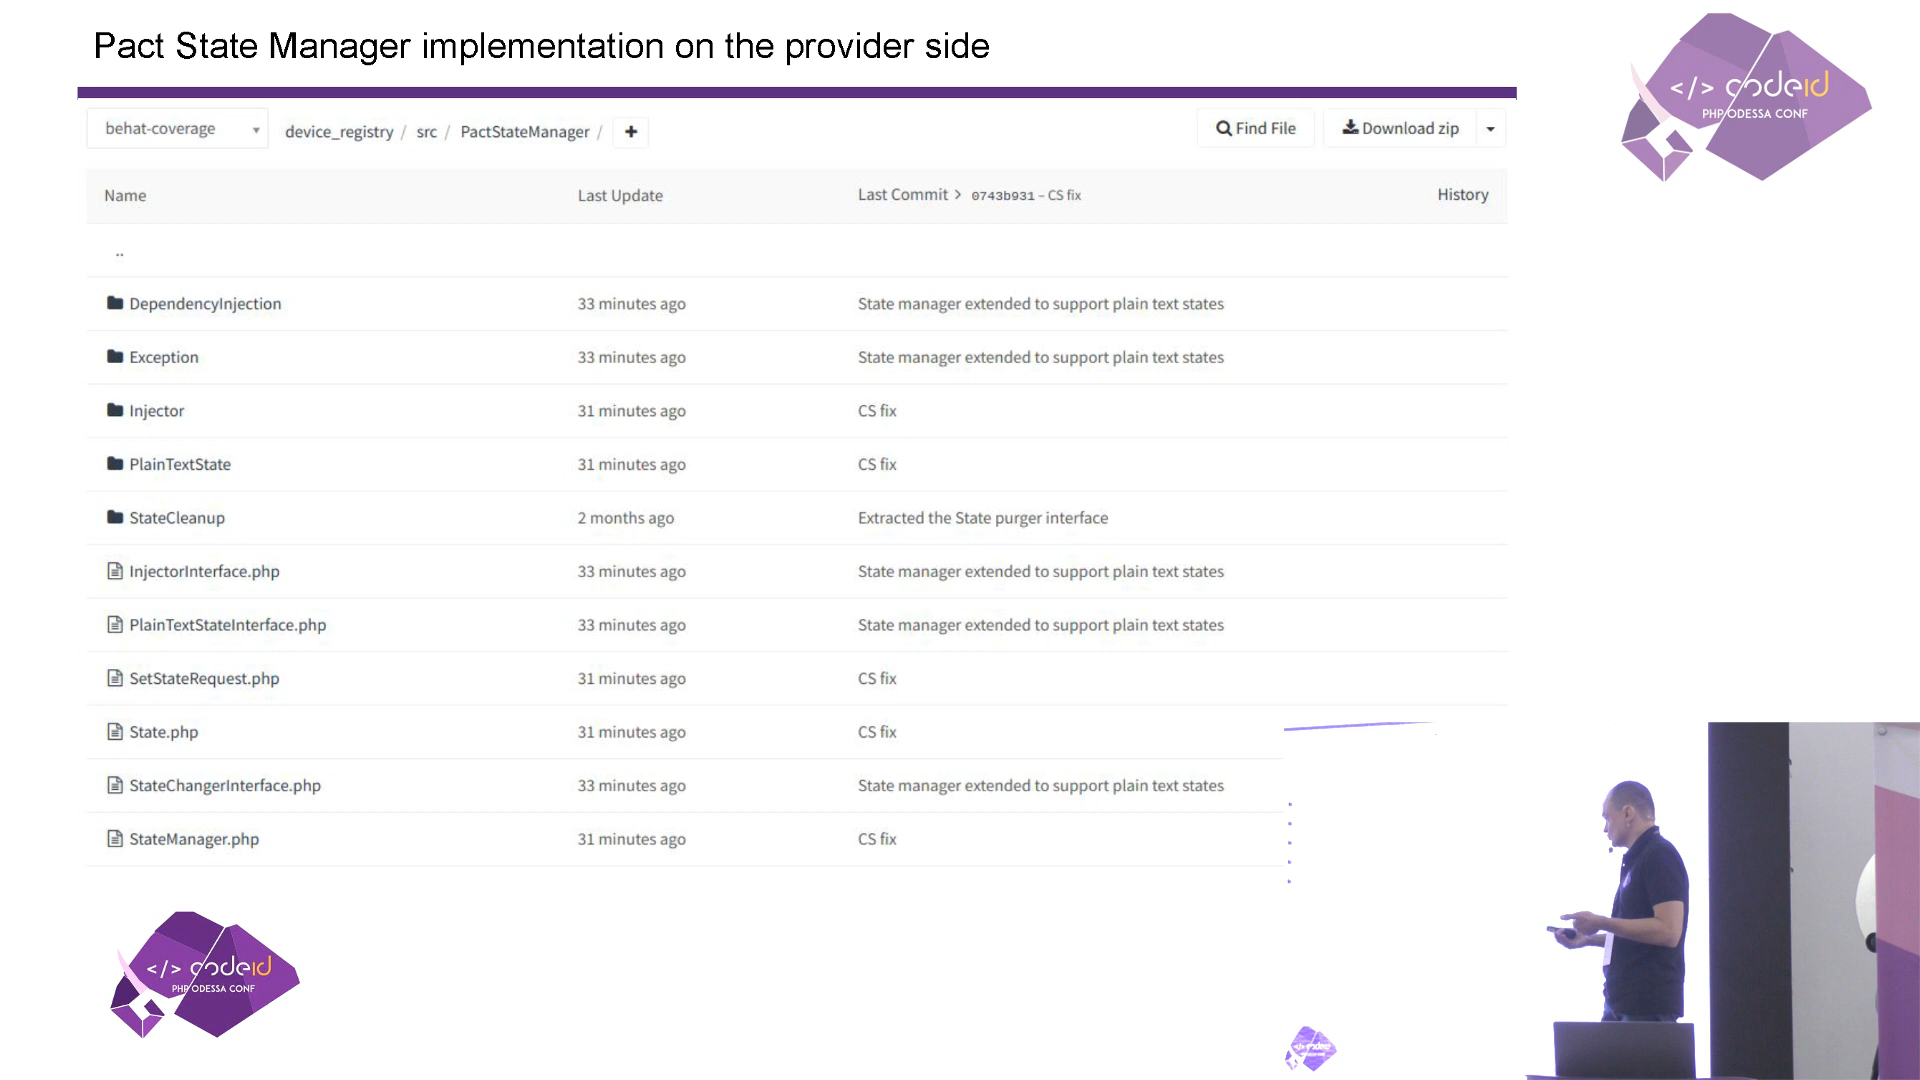 Pact State Manager implementation on the provider side
</> codeid
PHP ODESSA CONF
behat-coverage device_registry / src / PactStateManager / + Find File Download zip
Name Last Update Last Commit > 0743b931 – CS fix History
..
DependencyInjection 33 minutes ago State manager extended to support plain text states
Exception 33 minutes ago State manager extended to support plain text states
Injector 31 minutes ago CS fix
PlainTextState 31 minutes ago CS fix
StateCleanup 2 months ago Extracted the State purger interface
InjectorInterface.php 33 minutes ago State manager extended to support plain text states
PlainTextStateInterface.php 33 minutes ago State manager extended to support plain text states
SetStateRequest.php 31 minutes ago CS fix
State.php 31 minutes ago CS fix
StateChangerInterface.php 33 minutes ago State manager extended to support plain text states
StateManager.php 31 minutes ago CS fix
</> codeid
PHP ODESSA CONF
</> codeid